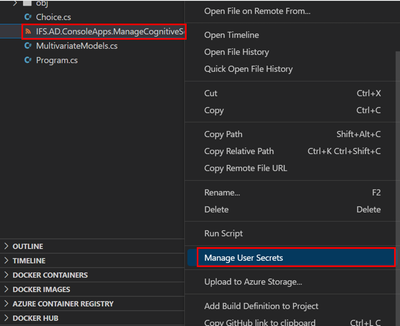 obj
Choice.cs
IFS.AD.ConsoleApps.ManageCognitiveS
MultivariateModels.cs
Program.cs
OUTLINE
TIMELINE
DOCKER CONTAINERS
DOCKER IMAGES
AZURE CONTAINER REGISTRY
DOCKER HUB
Open File on Remote From...
Open Timeline
Open File History
Quick Open File History
Cut Ctrl+X
Copy Ctrl+C
Copy Path Shift+Alt+C
Copy Relative Path Ctrl+K Ctrl+Shift+C
Copy Remote File URL
Rename... F2
Delete Delete
Run Script
Manage User Secrets
Upload to Azure Storage...
Add Build Definition to Project
Copy GitHub link to clipboard Ctrl+L C